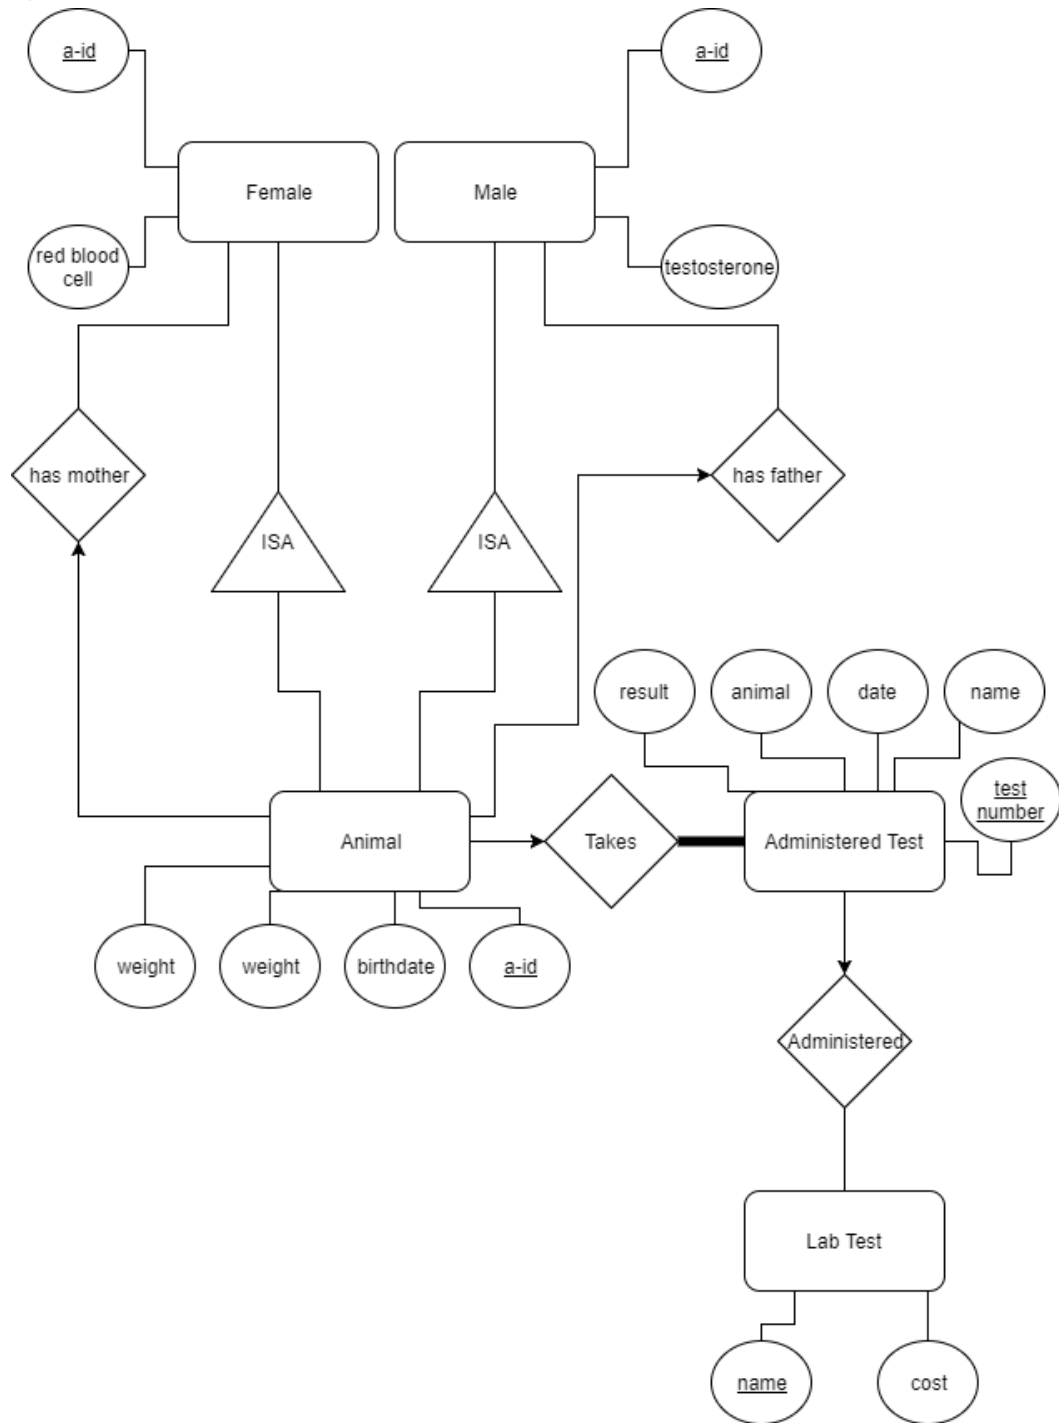 a-id
a-id
Female
Male
red blood
cell
testosterone
has mother
has father
ISA
ISA
result
animal
date
name
test
number
Animal
Takes
Administered Test
weight
weight
birthdate
a-id
Administered
Lab Test
name
cost